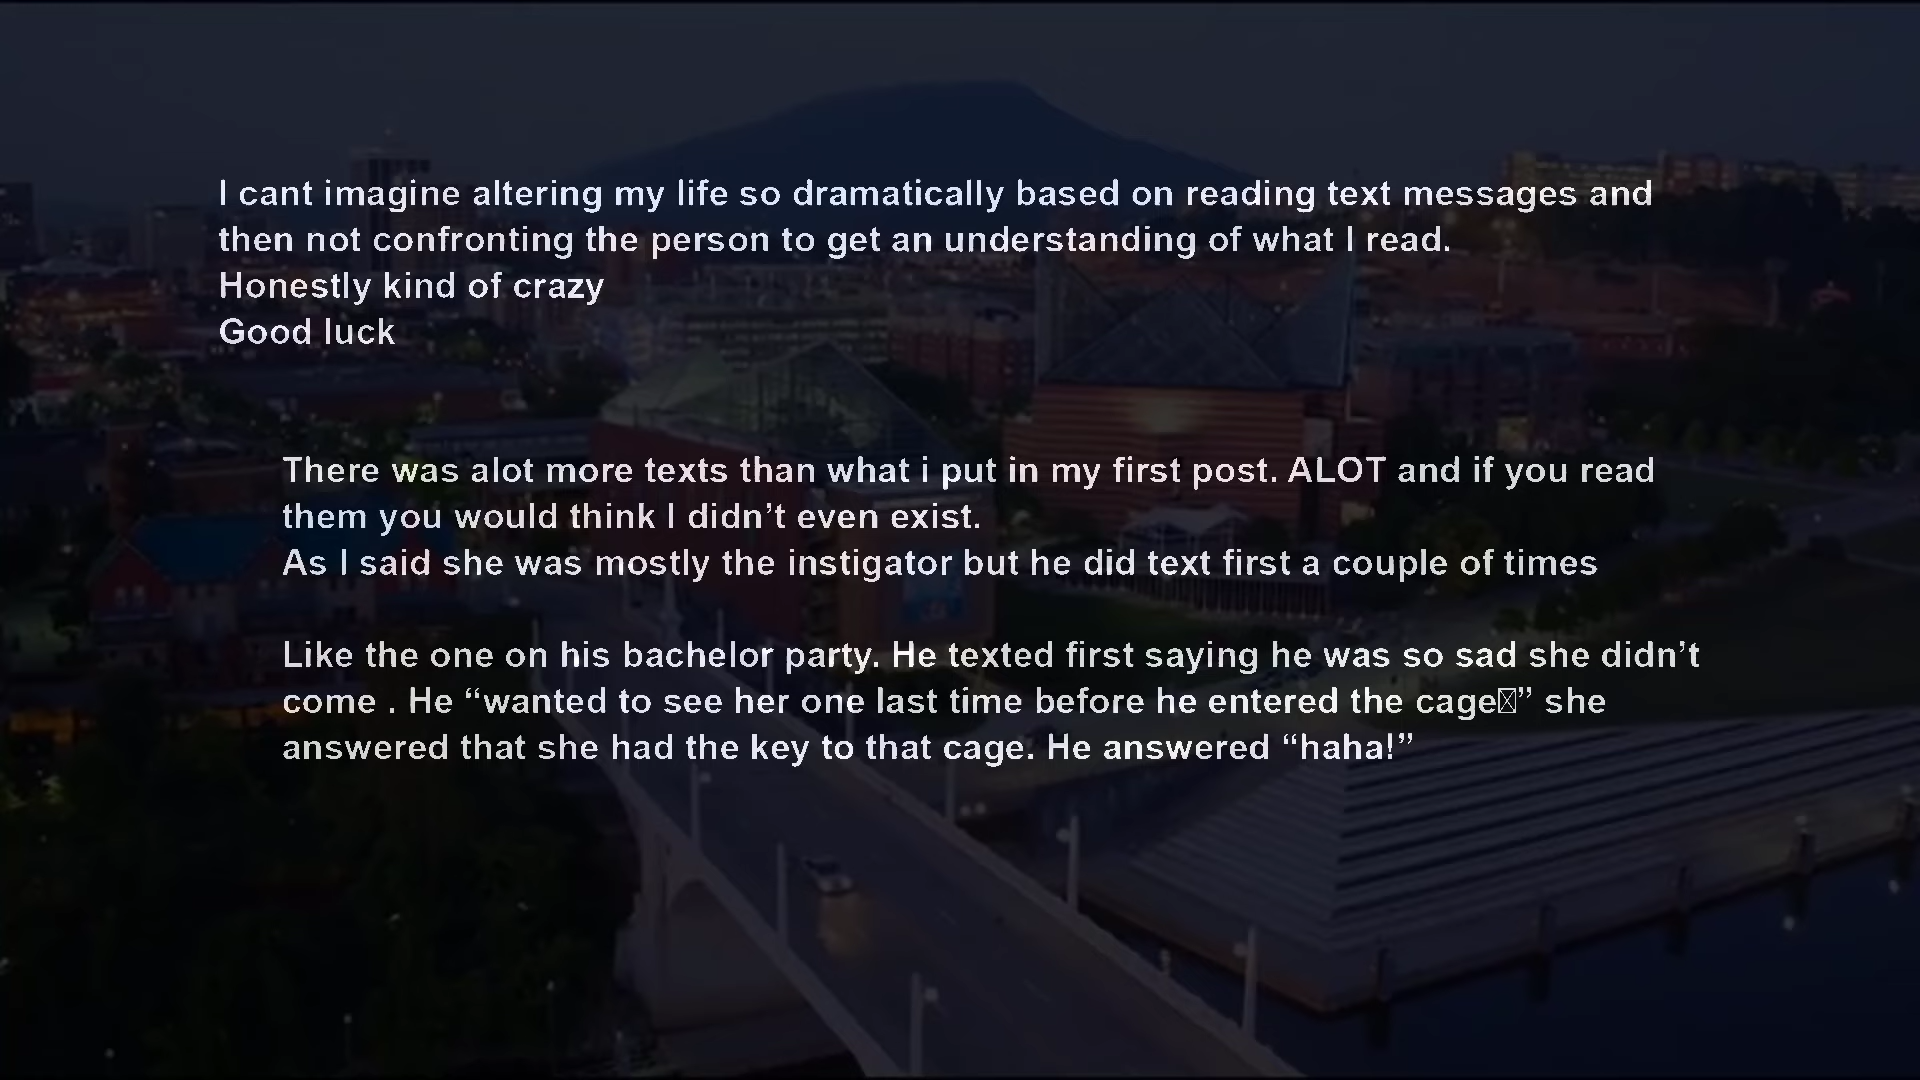 I cant imagine altering my life so dramatically based on reading text messages and
then not confronting the person to get an understanding of what I read.
Honestly kind of crazy
Good luck
There was alot more texts than what i put in my first post. ALOT and if you read
them you would think I didn’t even exist.
As I said she was mostly the instigator but he did text first a couple of times
Like the one on his bachelor party. He texted first saying he was so sad she didn’t
come . He “wanted to see her one last time before he entered the cage” she
answered that she had the key to that cage. He answered “haha!”